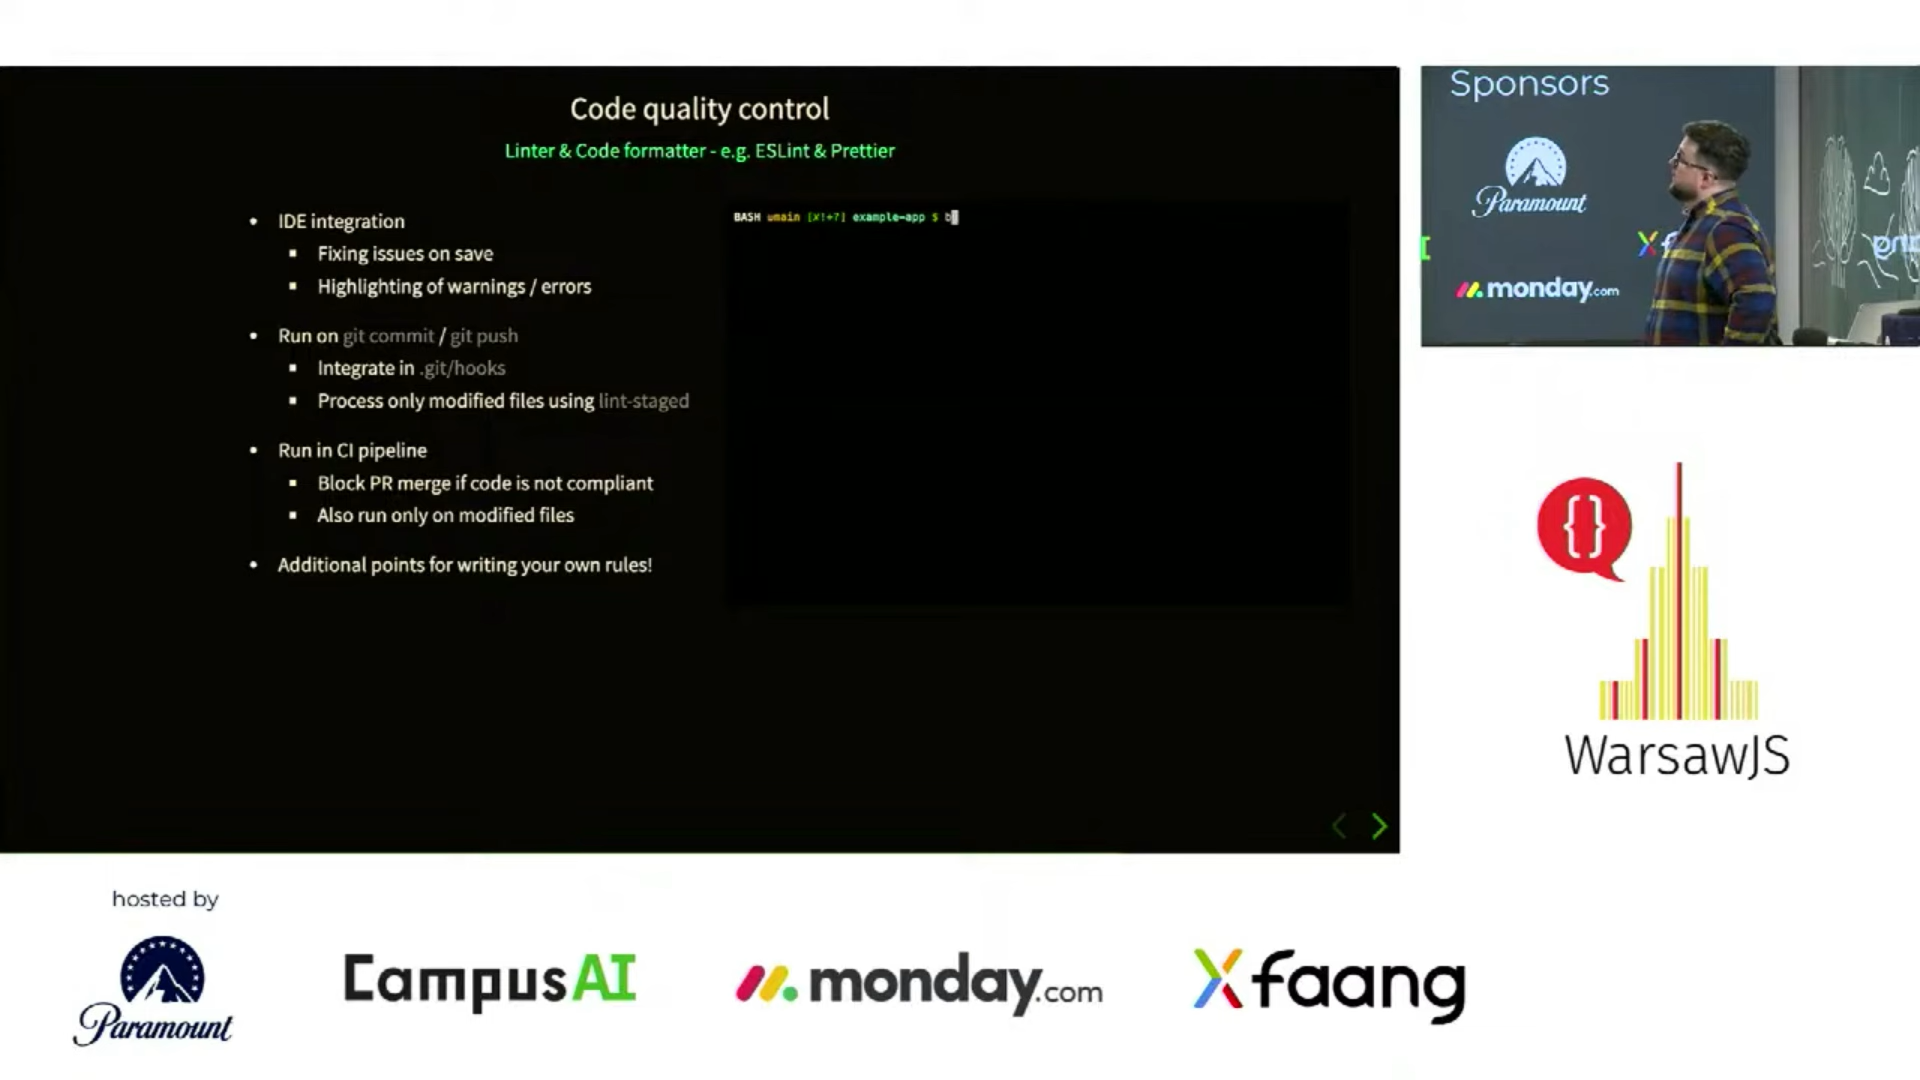 Code quality control
Linter & Code formatter - e.g. ESLint & Prettier
• IDE integration
▪ Fixing issues on save
▪ Highlighting of warnings / errors
• Run on git commit / git push
▪ Integrate in .git/hooks
▪ Process only modified files using lint-staged
• Run in CI pipeline
▪ Block PR merge if code is not compliant
▪ Also run only on modified files
• Additional points for writing your own rules!
BASH umain [X!+?] example-app $ b
Sponsors
Paramount
monday.com
{}
WarsawJS
hosted by
Paramount
CampusAI
monday.com
Xfaang